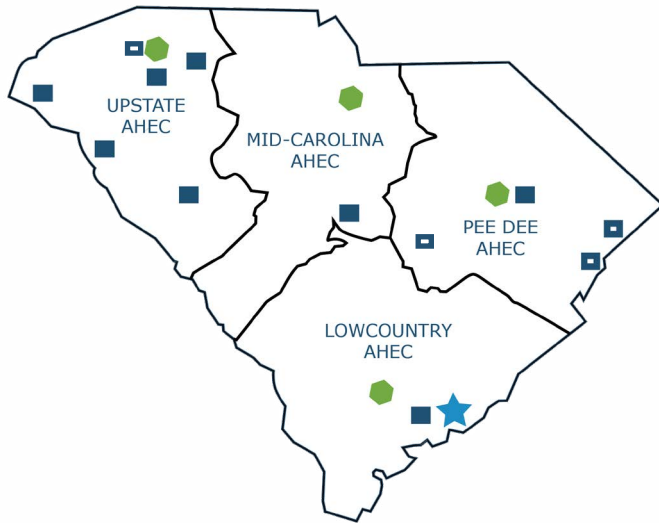 UPSTATE
AHEC
MID-CAROLINA
AHEC
PEE DEE
AHEC
LOWCOUNTRY
AHEC